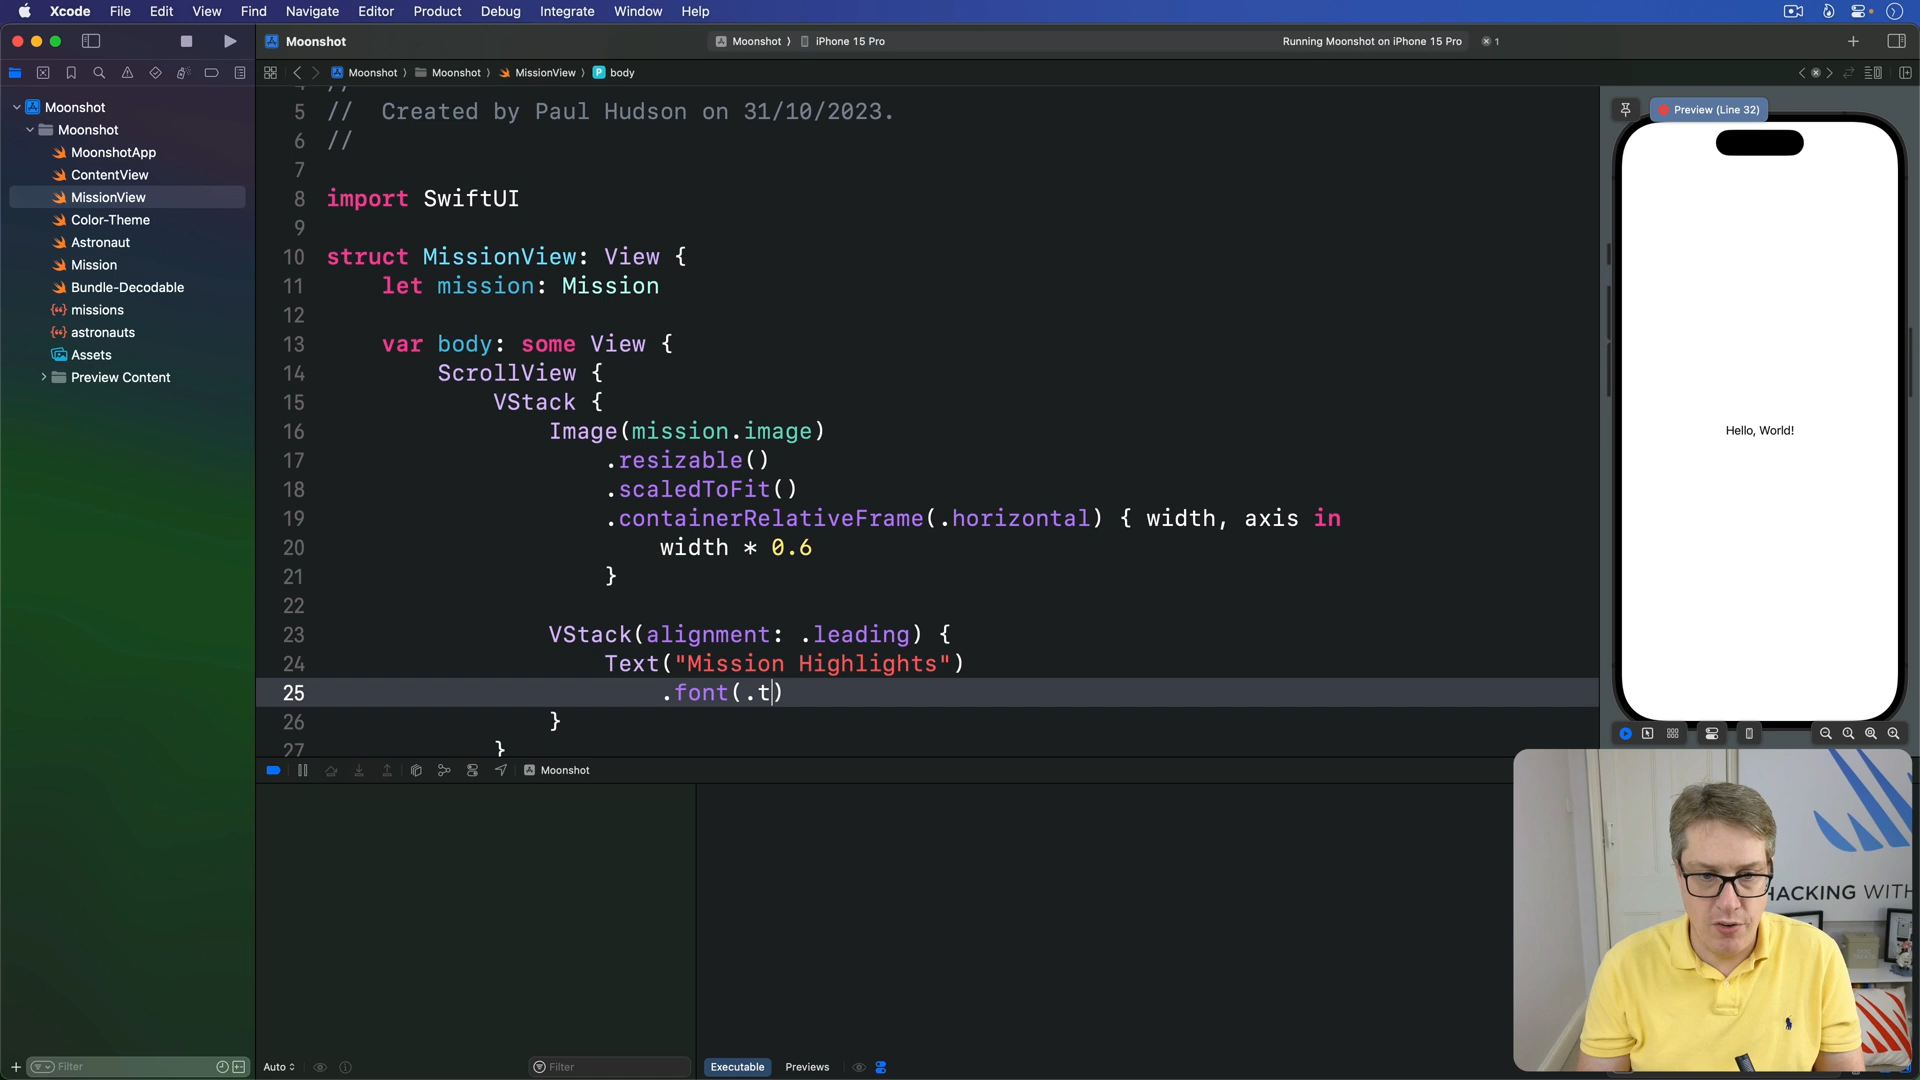 Xcode File Edit View Find Navigate Editor Product Debug Integrate Window Help
Moonshot
Moonshot iPhone 15 Pro
Running Moonshot on iPhone 15 Pro
1
Moonshot Moonshot MissionView body
Moonshot
Moonshot
MoonshotApp
ContentView
MissionView
Color-Theme
Astronaut
Mission
Bundle-Decodable
missions
astronauts
Assets
Preview Content
Filter
5 // Created by Paul Hudson on 31/10/2023.
6 //
7
8 import SwiftUI
9
10 struct MissionView: View {
11 let mission: Mission
12
13 var body: some View {
14 ScrollView {
15 VStack {
16 Image(mission.image)
17 .resizable()
18 .scaledToFit()
19 .containerRelativeFrame(.horizontal) { width, axis in
20 width * 0.6
21 }
22
23 VStack(alignment: .leading) {
24 Text("Mission Highlights")
25 .font(.t)
26 }
27 }
Preview (Line 32)
Hello, World!
Moonshot
Auto
Filter
Executable Previews
HACKING WITH